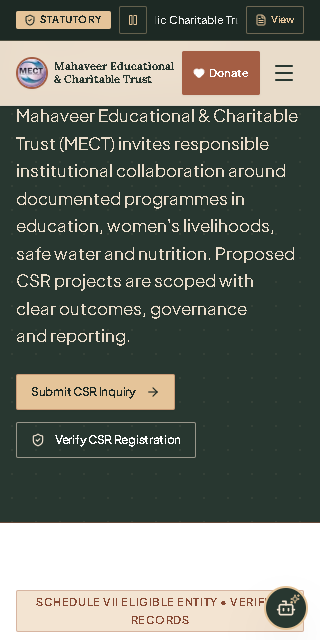 STATUTORY
lic Charitable Tr
View
MECT
Mahaveer Educational
& Charitable Trust
Donate
Mahaveer Educational & Charitable
Trust (MECT) invites responsible
institutional collaboration around
documented programmes in
education, women's livelihoods,
safe water and nutrition. Proposed
CSR projects are scoped with
clear outcomes, governance
and reporting.
Submit CSR Inquiry
Verify CSR Registration
SCHEDULE VII ELIGIBLE ENTITY •
RECORDS